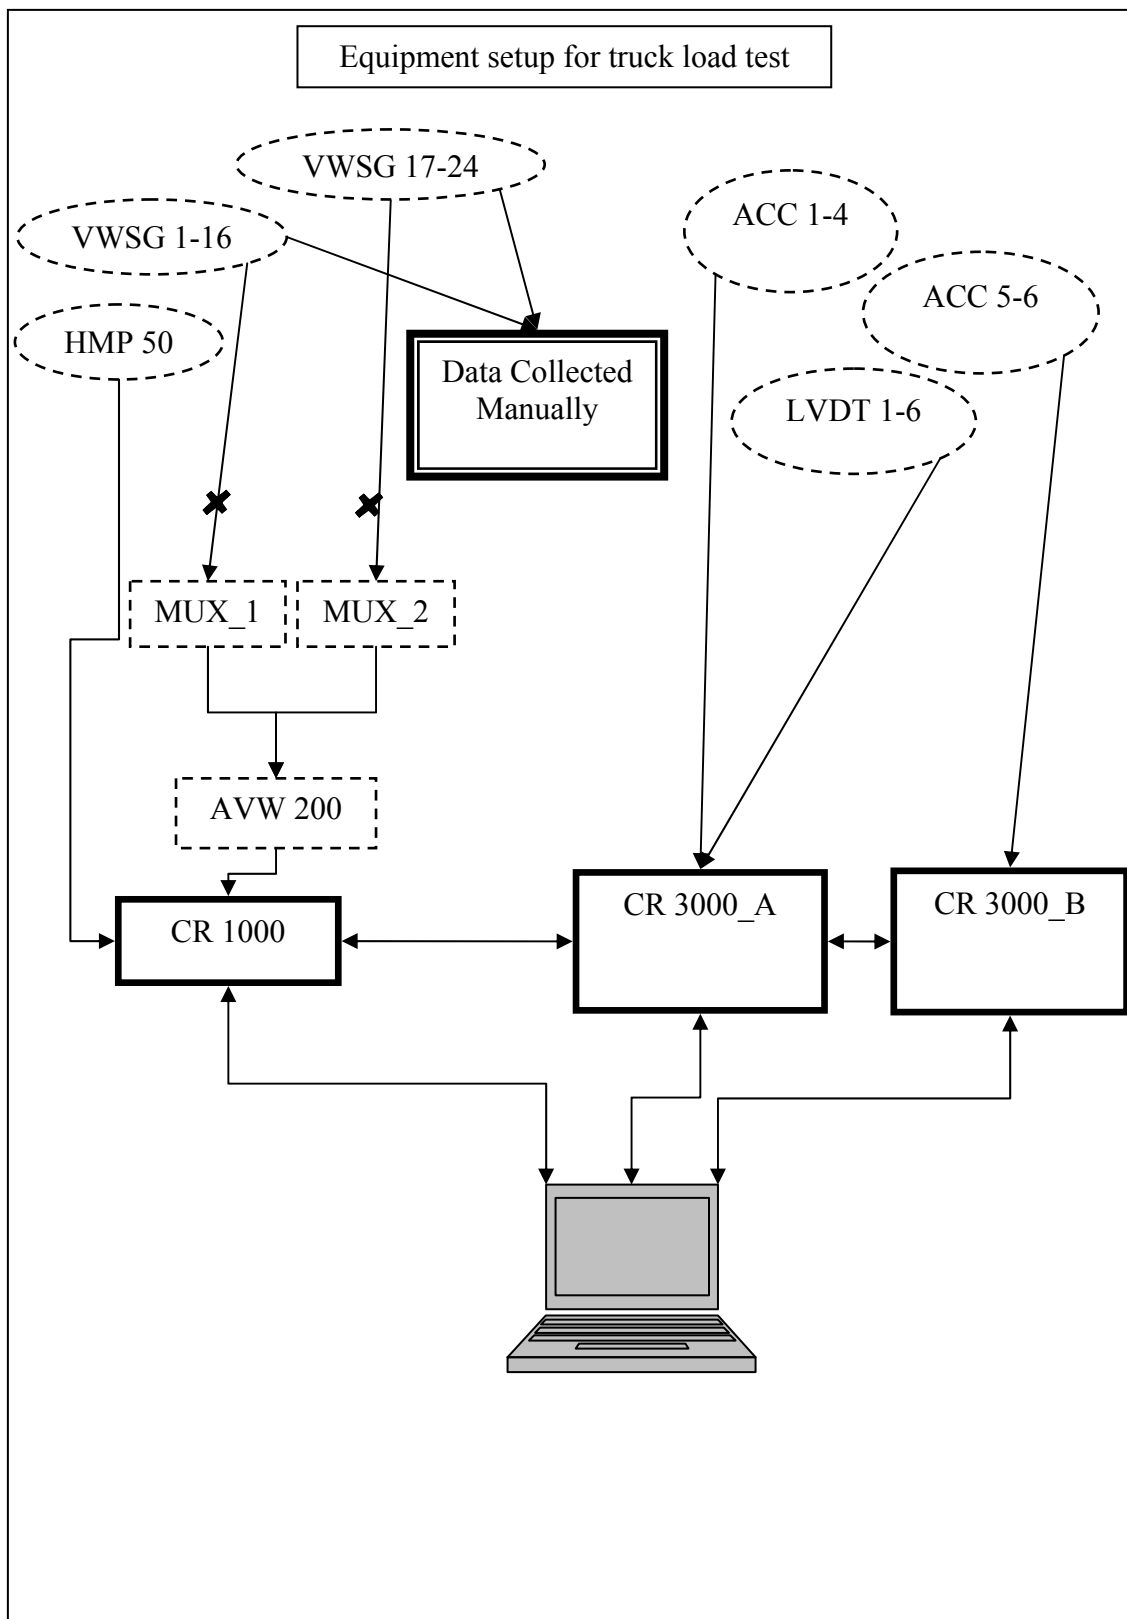 Equipment setup for truck load test
VWSG 17-24
VWSG 1-16
HMP 50
ACC 1-4
ACC 5-6
LVDT 1-6
Data Collected
Manually
MUX_1
MUX_2
AVW 200
CR 1000
CR 3000_A
CR 3000_B